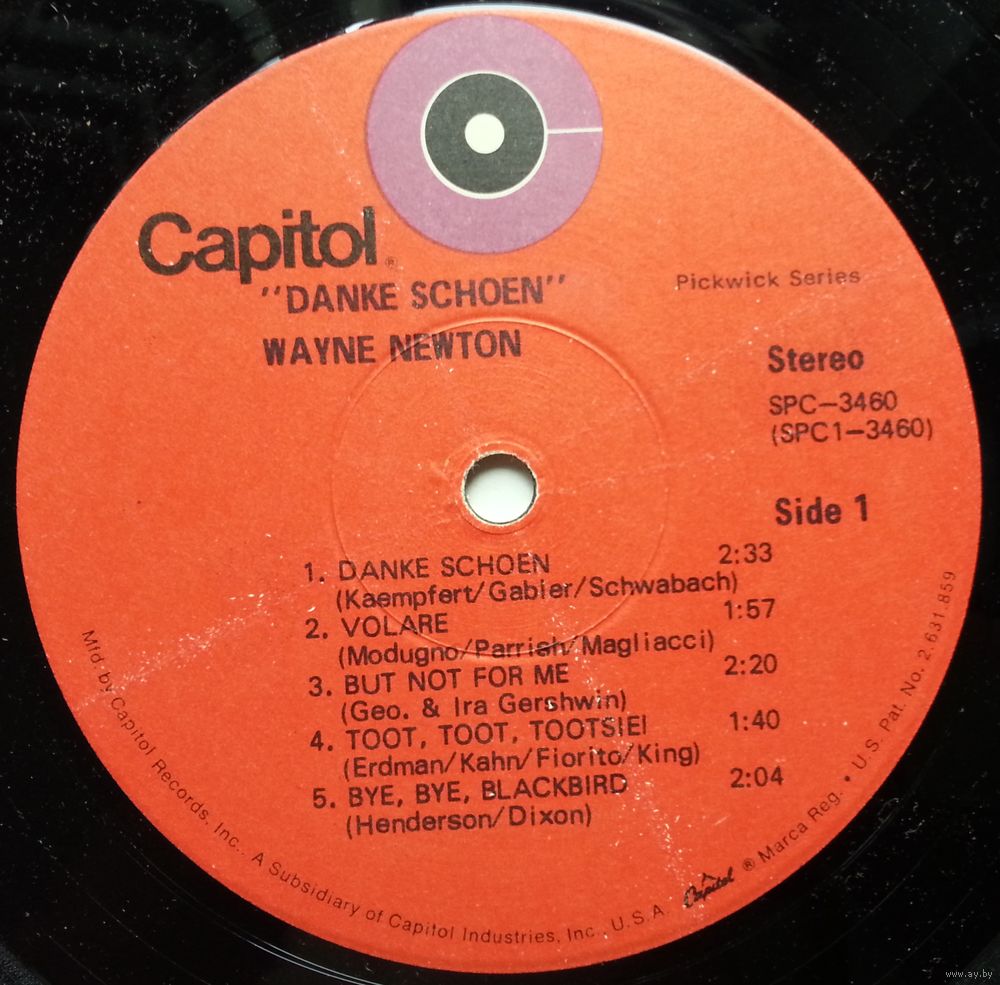 Capitol®
"DANKE SCHOEN"
WAYNE NEWTON
Pickwick Series
Stereo
SPC-3460
(SPC1-3460)
Side 1
1. DANKE SCHOEN 2:33
(Kaempfert/Gabler/Schwabach)
2. VOLARE 1:57
(Modugno/Parrish/Magliacci)
3. BUT NOT FOR ME 2:20
(Geo. & Ira Gershwin)
4. TOOT, TOOT, TOOTSIE! 1:40
(Erdman/Kahn/Fiorito/King)
5. BYE, BYE, BLACKBIRD 2:04
(Henderson/Dixon)
Mfd by Capitol Records, Inc., A Subsidiary of Capitol Industries, Inc. U.S.A. Capitol ® Marca Reg. • U.S. Pat. No. 2,631,859
www.ay.by